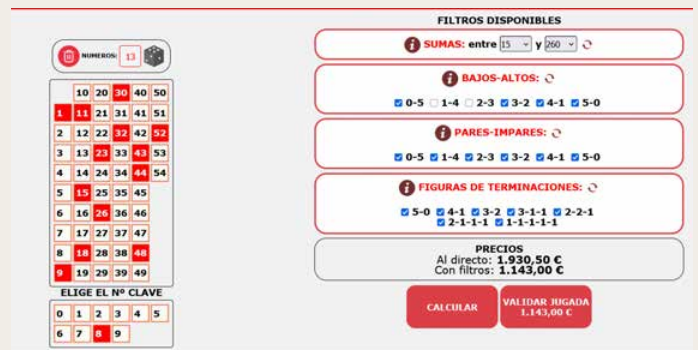 NUMEROS: 13
10 20 30 40 50
1 11 21 31 41 51
2 12 22 32 42 52
3 13 23 33 43 53
4 14 24 34 44 54
5 15 25 35 45
6 16 26 36 46
7 17 27 37 47
8 18 28 38 48
9 19 29 39 49
ELIGE EL Nº CLAVE
0 1 2 3 4 5
6 7 8 9
FILTROS DISPONIBLES
i SUMAS: entre 15 y 260
i BAJOS-ALTOS:
0-5 1-4 2-3 3-2 4-1 5-0
i PARES-IMPARES:
0-5 1-4 2-3 3-2 4-1 5-0
i FIGURAS DE TERMINACIONES:
5-0 4-1 3-2 3-1-1 2-2-1
2-1-1-1 1-1-1-1-1
PRECIOS
Al directo: 1.930,50 €
Con filtros: 1.143,00 €
CALCULAR
VALIDAR JUGADA
1.143,00 €